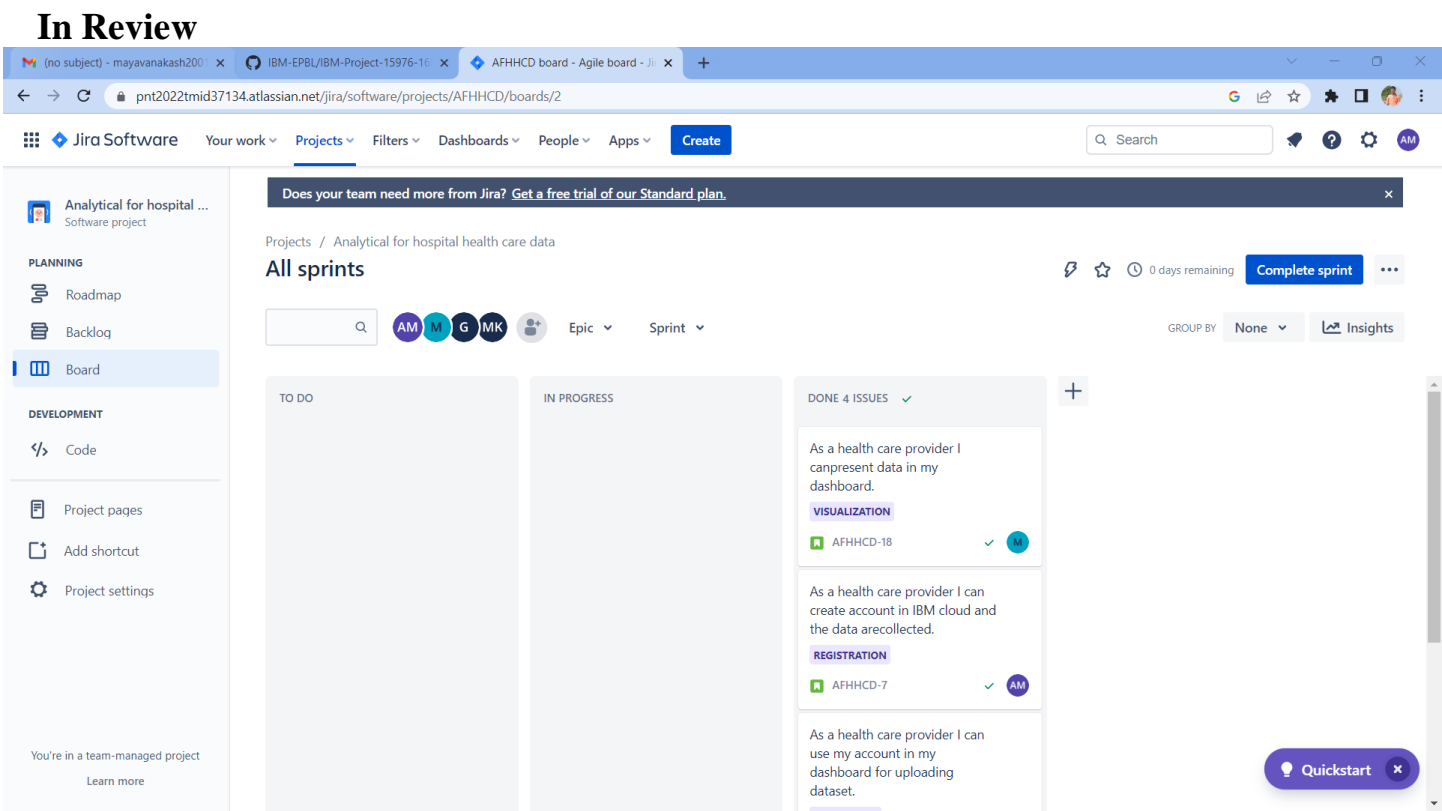 In Review
(no subject) - mayavanakash200
IBM-EPBL/IBM-Project-15976-16
AFHHCD board - Agile board - Ji
pnt2022tmid37134.atlassian.net/jira/software/projects/AFHHCD/boards/2
Jira Software
Your work
Projects
Filters
Dashboards
People
Apps
Create
Search
AM
Analytical for hospital ...
Software project
PLANNING
Roadmap
Backlog
Board
DEVELOPMENT
Code
Project pages
Add shortcut
Project settings
You're in a team-managed project
Learn more
Does your team need more from Jira? Get a free trial of our Standard plan.
Projects / Analytical for hospital health care data
All sprints
0 days remaining
Complete sprint
AM M G MK
Epic
Sprint
GROUP BY
None
Insights
TO DO
IN PROGRESS
DONE 4 ISSUES
As a health care provider I
canpresent data in my
dashboard.
VISUALIZATION
AFHHCD-18
M
As a health care provider I can
create account in IBM cloud and
the data arecollected.
REGISTRATION
AFHHCD-7
AM
As a health care provider I can
use my account in my
dashboard for uploading
dataset.
Quickstart